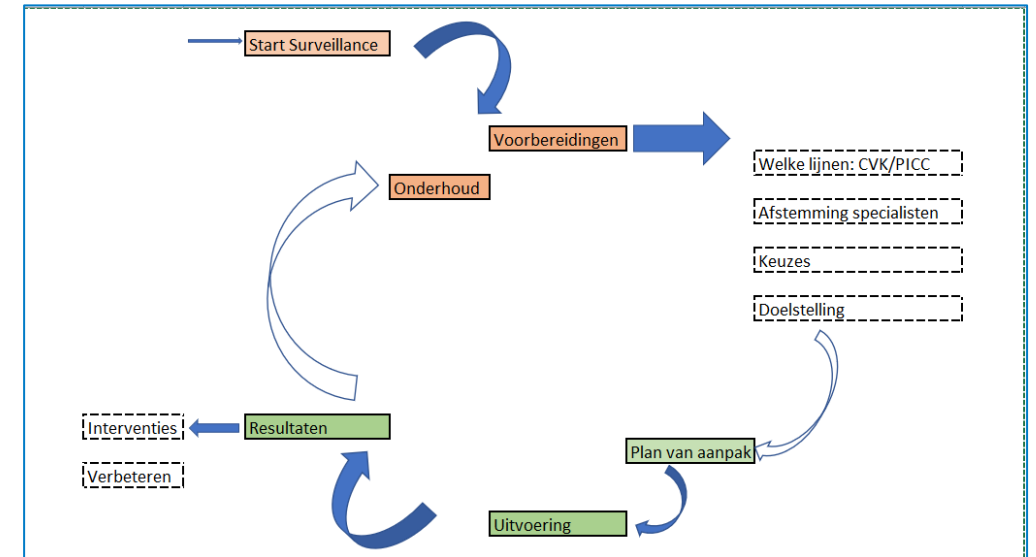 Start Surveillance
Voorbereidingen
Welke lijnen: CVK/PICC
Onderhoud
Afstemming specialisten
Keuzes
Doelstelling
Interventies
Resultaten
Plan van aanpak
Verbeteren
Uitvoering